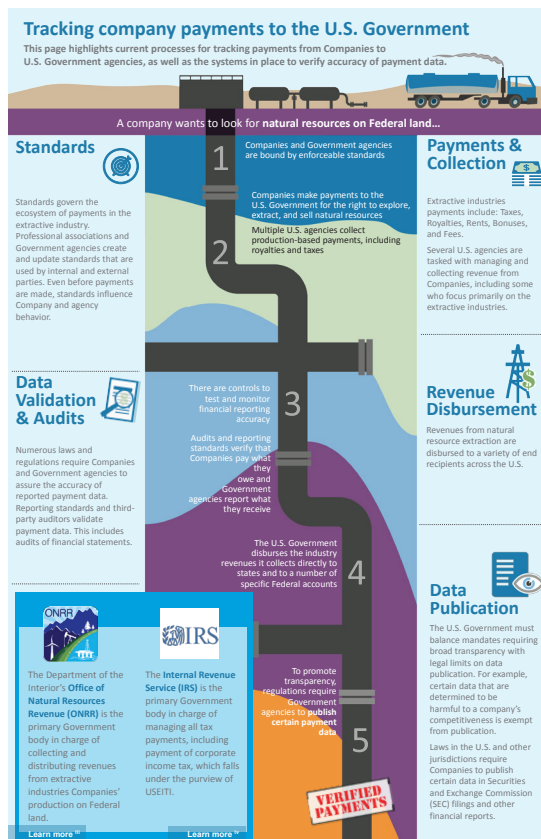 Tracking company payments to the U.S. Government
This page highlights current processes for tracking payments from Companies to
U.S. Government agencies, as well as the systems in place to verify accuracy of payment data.
A company wants to look for natural resources on Federal land…
Standards
Standards govern the
ecosystem of payments in the
extractive industry.
Professional associations and
Government agencies create
and update standards that are
used by internal and external
parties. Even before payments
are made, standards influence
Company and agency
behavior.
Data
Validation
& Audits
Numerous laws and
regulations require Companies
and Government agencies to
assure the accuracy of
reported payment data.
Reporting standards and third-
party auditors validate
payment data. This includes
audits of financial statements.
1
Companies and Government agencies
are bound by enforceable standards
Companies make payments to the
U.S. Government for the right to explore,
extract, and sell natural resources
2
Multiple U.S. agencies collect
production-based payments, including
royalties and taxes
There are controls to
test and monitor
financial reporting
accuracy
3
Audits and reporting
standards verify that
Companies pay what
they
owe and
Government
agencies report what
they receive
The U.S. Government
disburses the industry
revenues it collects directly to
states and to a number of
specific Federal accounts
4
To promote
transparency,
regulations require
Government
agencies to publish
certain payment
data
5
VERIFIED
PAYMENTS
Payments &
Collection
$
Extractive industries
payments include: Taxes,
Royalties, Rents, Bonuses,
and Fees.
Several U.S. agencies are
tasked with managing and
collecting revenue from
Companies, including some
who focus primarily on the
extractive industries.
Revenue
Disbursement
$
Revenues from natural
resource extraction are
disbursed to a variety of end
recipients across the U.S.
Data
Publication
The U.S. Government must
balance mandates requiring
broad transparency with
legal limits on data
publication. For example,
certain data that are
determined to be
harmful to a company's
competitiveness is exempt
from publication.
Laws in the U.S. and other
jurisdictions require
Companies to publish
certain data in Securities
and Exchange Commission
(SEC) filings and other
financial reports.
ONRR
The Department of the
Interior's Office of
Natural Resources
Revenue (ONRR) is the
primary Government
body in charge of
collecting and
distributing revenues
from extractive
industries Companies'
production on Federal
land.
Learn more iii
IRS
The Internal Revenue
Service (IRS) is the
primary Government
body in charge of
managing all tax
payments, including
payment of corporate
income tax, which falls
under the purview of
USEITI.
Learn more iv